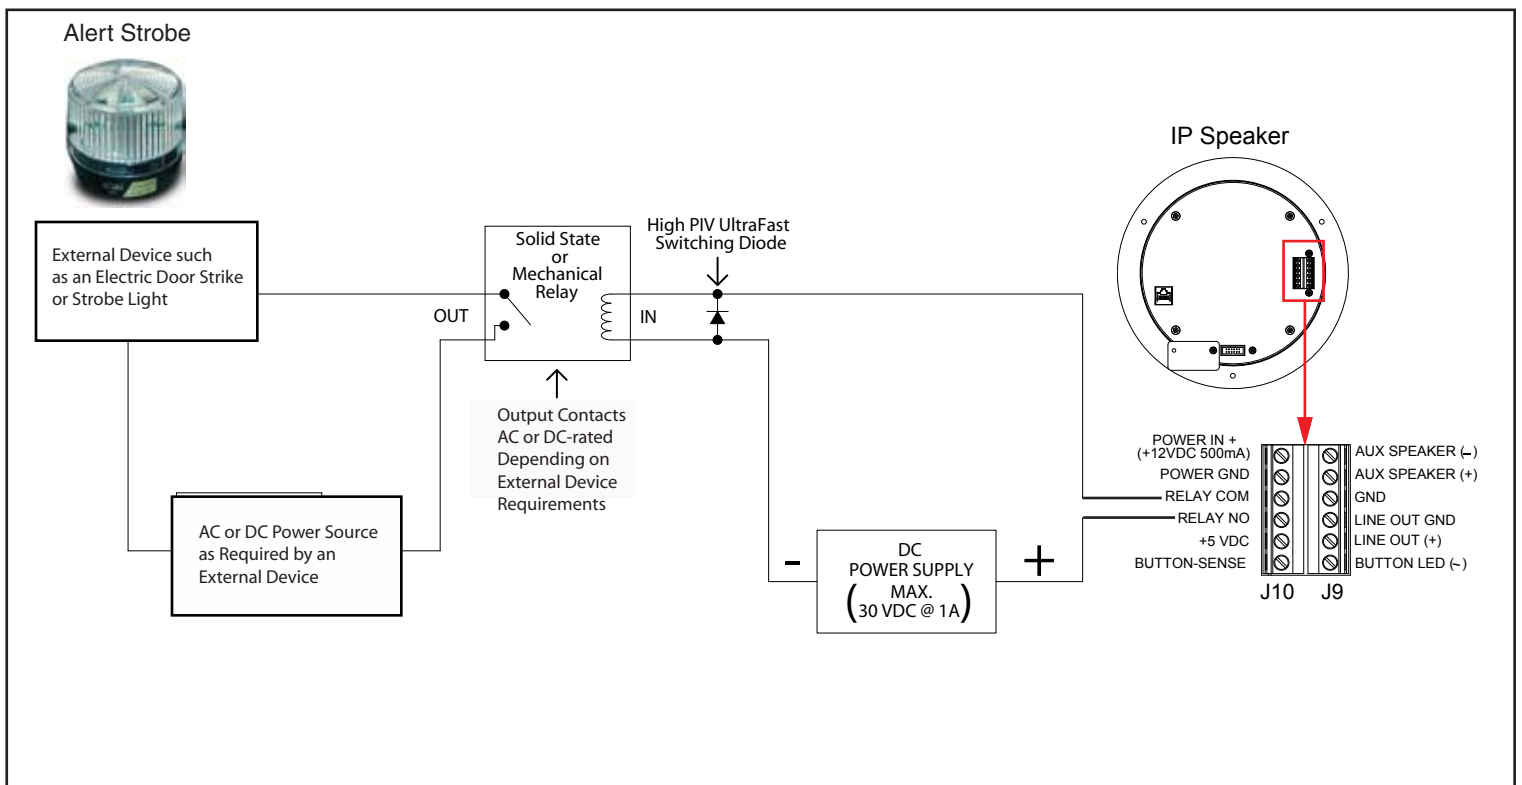 Alert Strobe
IP Speaker
External Device such
as an Electric Door Strike
or Strobe Light
Solid State
or
Mechanical
Relay
OUT
IN
High PIV UltraFast
Switching Diode
Output Contacts
AC or DC-rated
Depending on
External Device
Requirements
AC or DC Power Source
as Required by an
External Device
-
DC
POWER SUPPLY
MAX.
(30 VDC @ 1A)
+
POWER IN +
(+12VDC 500mA)
POWER GND
RELAY COM
RELAY NO
+5 VDC
BUTTON-SENSE
AUX SPEAKER (–)
AUX SPEAKER (+)
GND
LINE OUT GND
LINE OUT (+)
BUTTON LED (~)
J10
J9